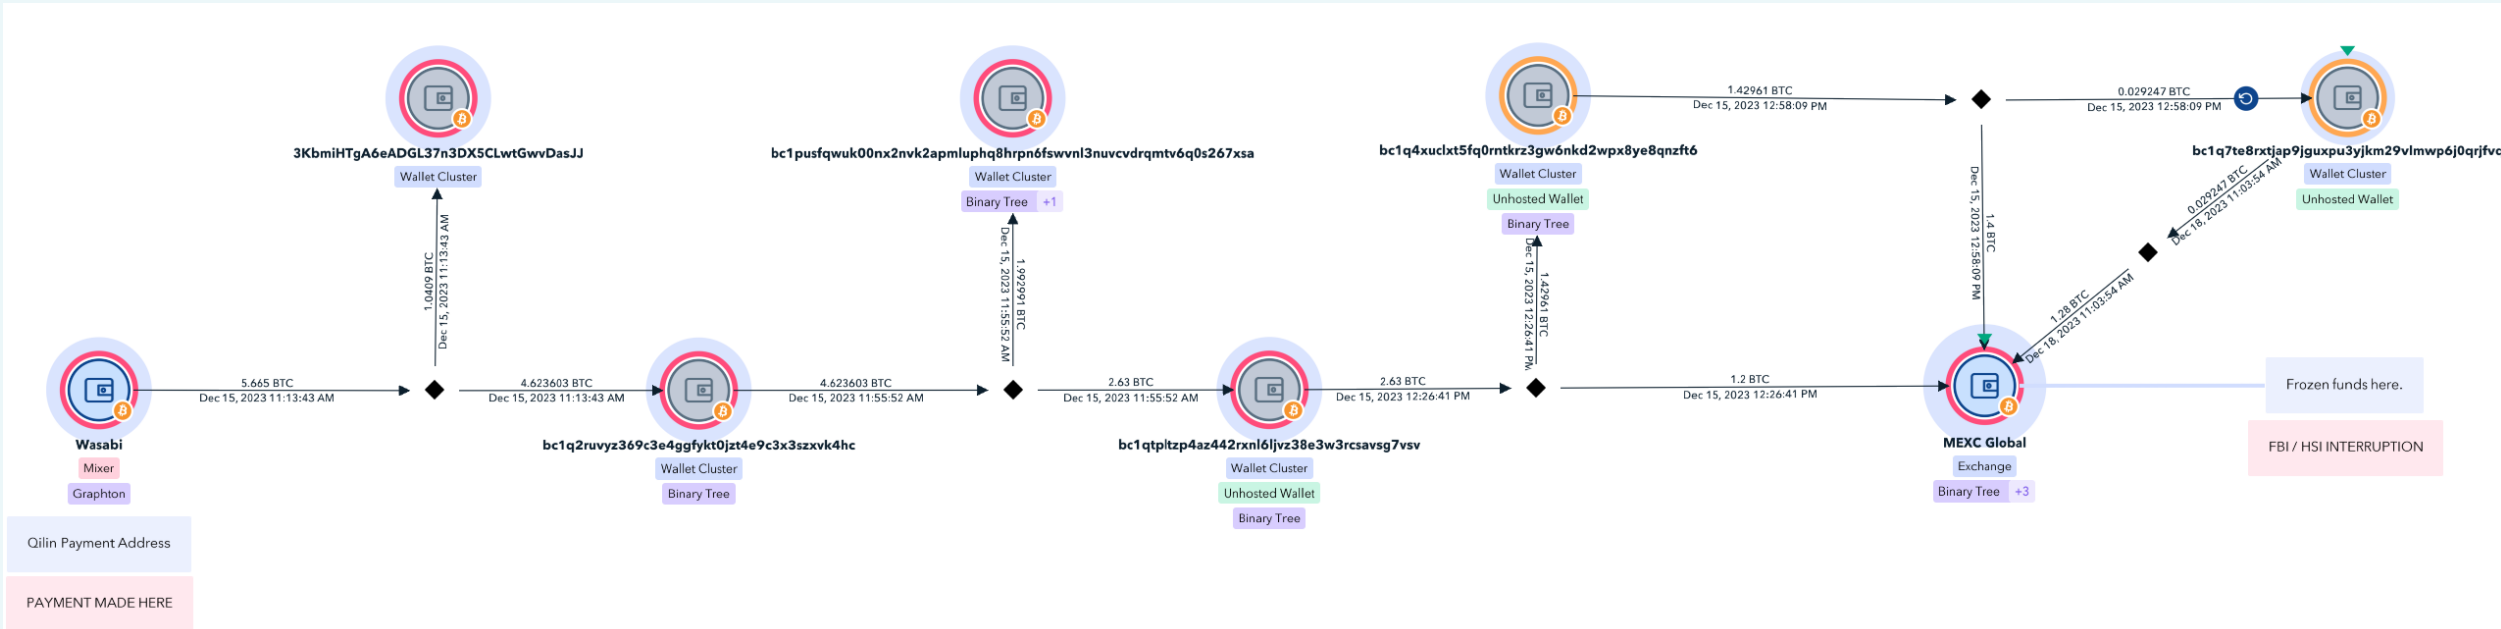 3KbmiHTgA6eADGL37n3DX5CLwtGwvDasJJ
Wallet Cluster
bc1pusfqwuk00nx2nvk2apmluphq8hrpn6fswvnl3nuvcvdrqmtv6q0s267xsa
Wallet Cluster
Binary Tree +1
bc1q4xuclxt5fq0rntkrz3gw6nkd2wpx8ye8qnzft6
Wallet Cluster
Unhosted Wallet
Binary Tree
1.42961 BTC
Dec 15, 2023 12:58:09 PM
0.029247 BTC
Dec 15, 2023 12:58:09 PM
bc1q7te8rxtjap9jguxpu3yjkm29vlmwp6j0qrjfvc
Wallet Cluster
Unhosted Wallet
1.0409 BTC
Dec 15, 2023 11:13:43 AM
1.992991 BTC
Dec 15, 2023 11:55:52 AM
1.42961 BTC
Dec 15, 2023 12:26:41 PM
1.4 BTC
Dec 15, 2023 12:58:09 PM
0.029247 BTC
Dec 18, 2023 11:03:54 AM
1.28 BTC
Dec 18, 2023 11:03:54 AM
5.665 BTC
Dec 15, 2023 11:13:43 AM
4.623603 BTC
Dec 15, 2023 11:13:43 AM
4.623603 BTC
Dec 15, 2023 11:55:52 AM
2.63 BTC
Dec 15, 2023 11:55:52 AM
2.63 BTC
Dec 15, 2023 12:26:41 PM
1.2 BTC
Dec 15, 2023 12:26:41 PM
Wasabi
Mixer
Graphton
bc1q2ruvyz369c3e4ggfykt0jzt4e9c3x3szxvk4hc
Wallet Cluster
Binary Tree
bc1qtpltzp4az442rxnl6ljvz38e3w3rcsavsg7vsv
Wallet Cluster
Unhosted Wallet
Binary Tree
MEXC Global
Exchange
Binary Tree +3
Frozen funds here.
FBI / HSI INTERRUPTION
Qilin Payment Address
PAYMENT MADE HERE